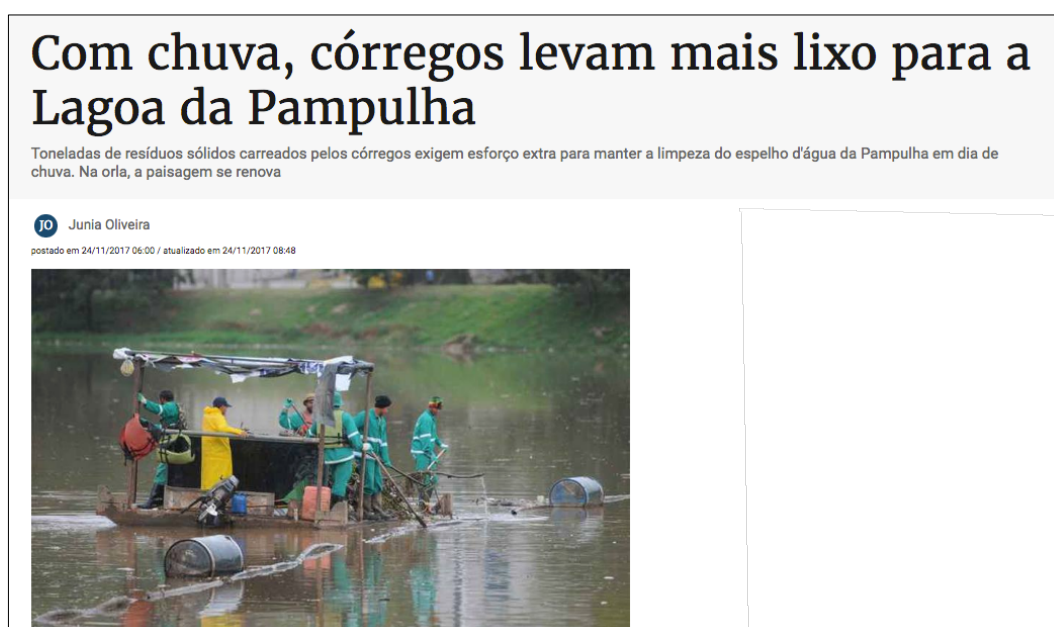 Com chuva, córregos levam mais lixo para a
Lagoa da Pampulha
Toneladas de resíduos sólidos carreados pelos córregos exigem esforço extra para manter a limpeza do espelho d'água da Pampulha em dia de
chuva. Na orla, a paisagem se renova
JO Junia Oliveira
postado em 24/11/2017 06:00 / atualizado em 24/11/2017 08:48